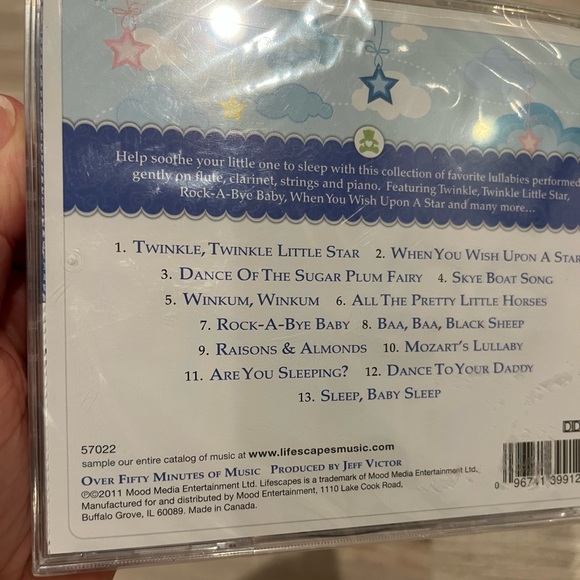 Help soothe your little one to sleep with this collection of favorite lullabies performed
gently on flute, clarinet, strings and piano. Featuring Twinkle, Twinkle Little Star,
Rock-A-Bye Baby, When You Wish Upon A Star and many more...
1. TWINKLE, TWINKLE LITTLE STAR 2. WHEN YOU WISH UPON A STAR
3. DANCE OF THE SUGAR PLUM FAIRY 4. SKYE BOAT SONG
5. WINKUM, WINKUM 6. ALL THE PRETTY LITTLE HORSES
7. ROCK-A-BYE BABY 8. BAA, BAA, BLACK SHEEP
9. RAISONS & ALMONDS 10. MOZART'S LULLABY
11. ARE YOU SLEEPING? 12. DANCE TO YOUR DADDY
13. SLEEP, BABY SLEEP
57022
sample our entire catalog of music at www.lifescapesmusic.com
OVER FIFTY MINUTES OF MUSIC PRODUCED BY JEFF VICTOR
℗©2011 Mood Media Entertainment Ltd. Lifescapes is a trademark of Mood Media Entertainment Ltd.
Manufactured for and distributed by Mood Entertainment, 1110 Lake Cook Road,
Buffalo Grove, IL 60089. Made in Canada.
0 96741 39912